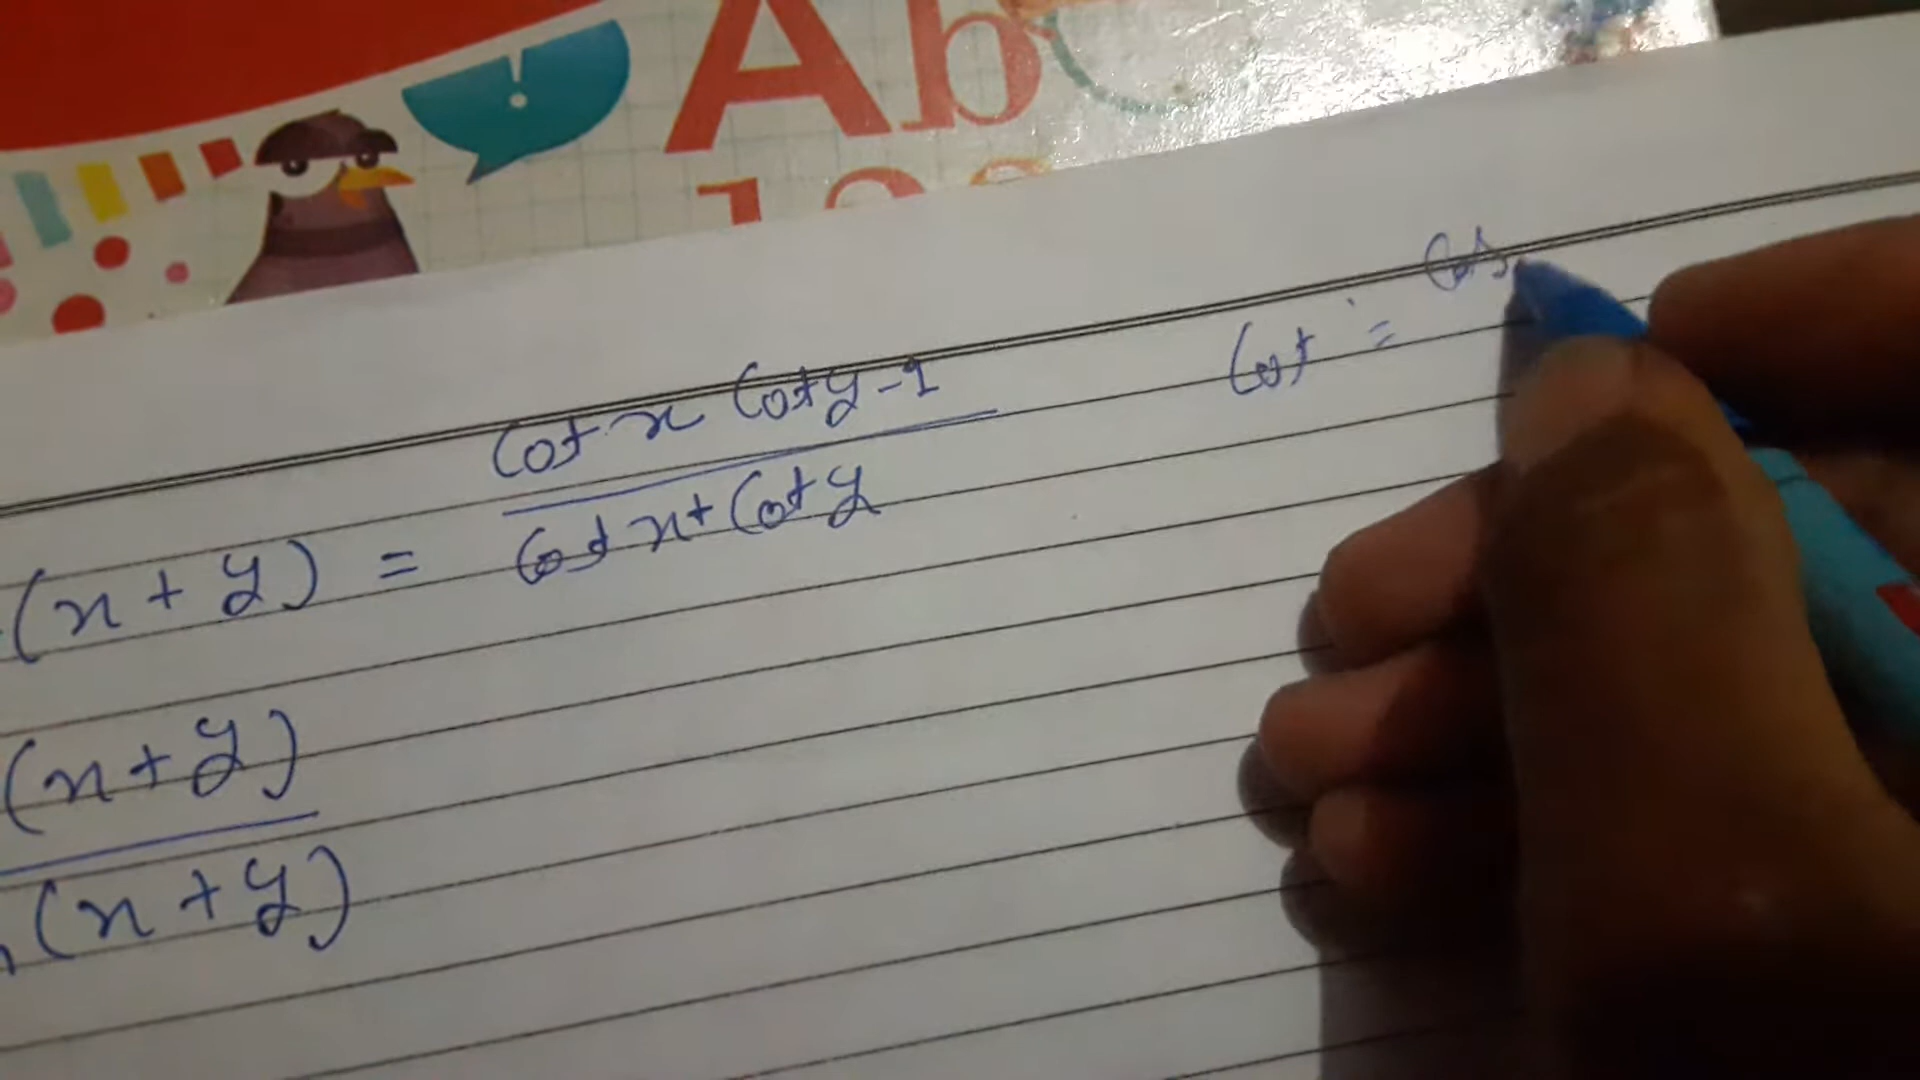 Ab
(x + y) = cot x cot y - 1
cot x + cot y
cot = cos
(x + y)
(x + y)